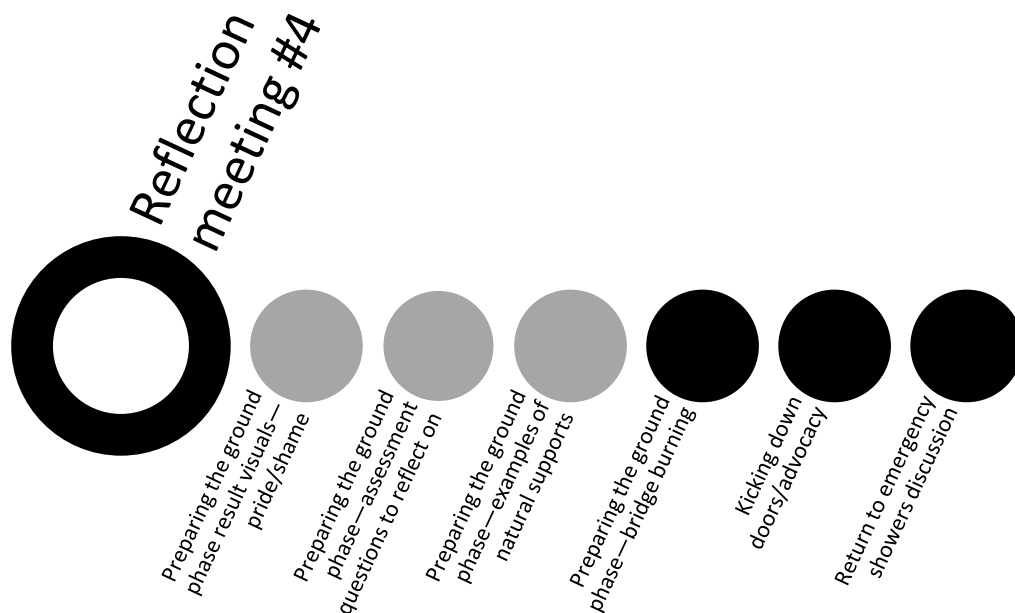 Reflection
meeting #4
Preparing the ground
phase result visuals—
pride/shame
Preparing the ground
phase—assessment
questions to reflect on
Preparing the ground
phase—examples of
natural supports
Preparing the ground
phase—bridge burning
Kicking down
doors/advocacy
Return to emergency
showers discussion